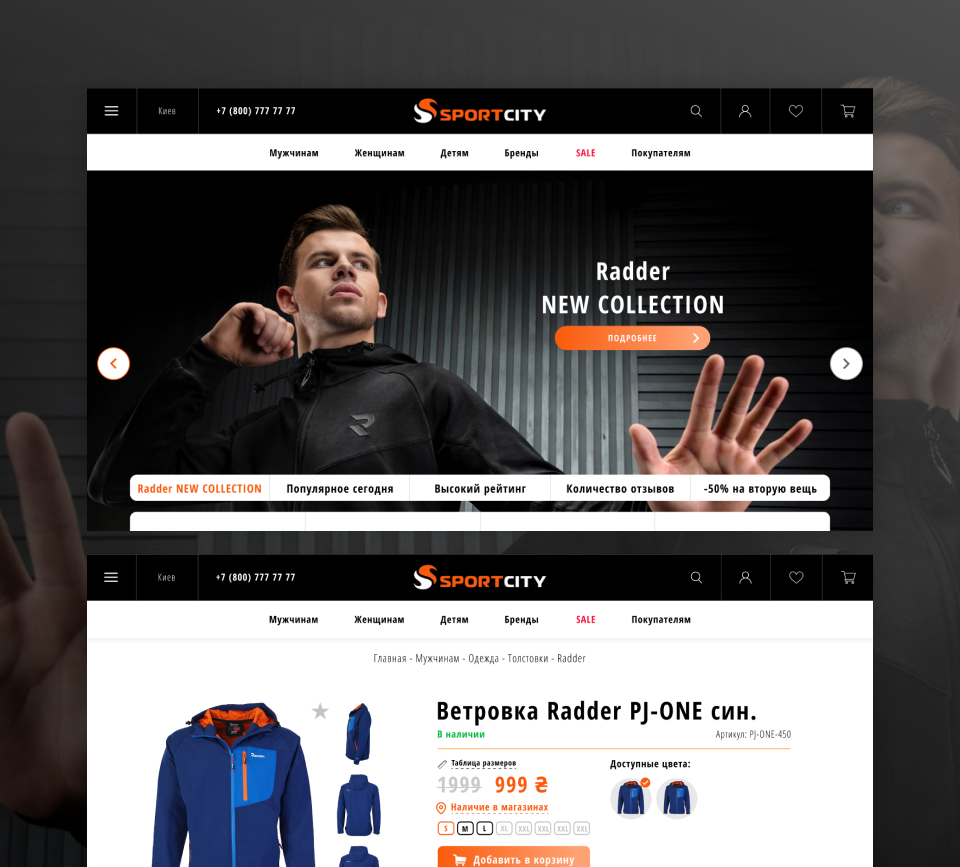 Киев
+7 (800) 777 77 77
SPORTCITY
Мужчинам Женщинам Детям Бренды SALE Покупателям
Radder
NEW COLLECTION
ПОДРОБНЕЕ
Radder NEW COLLECTION Популярное сегодня Высокий рейтинг Количество отзывов -50% на вторую вещь
Киев
+7 (800) 777 77 77
SPORTCITY
Мужчинам Женщинам Детям Бренды SALE Покупателям
Главная - Мужчинам - Одежда - Толстовки - Radder
Ветровка Radder PJ-ONE син.
В наличии
Артикул: PJ-ONE-450
Таблица размеров
1999 999 ₴
Наличие в магазинах
S M L XL XXL XXL XXL XXL
Добавить в корзину
Доступные цвета: